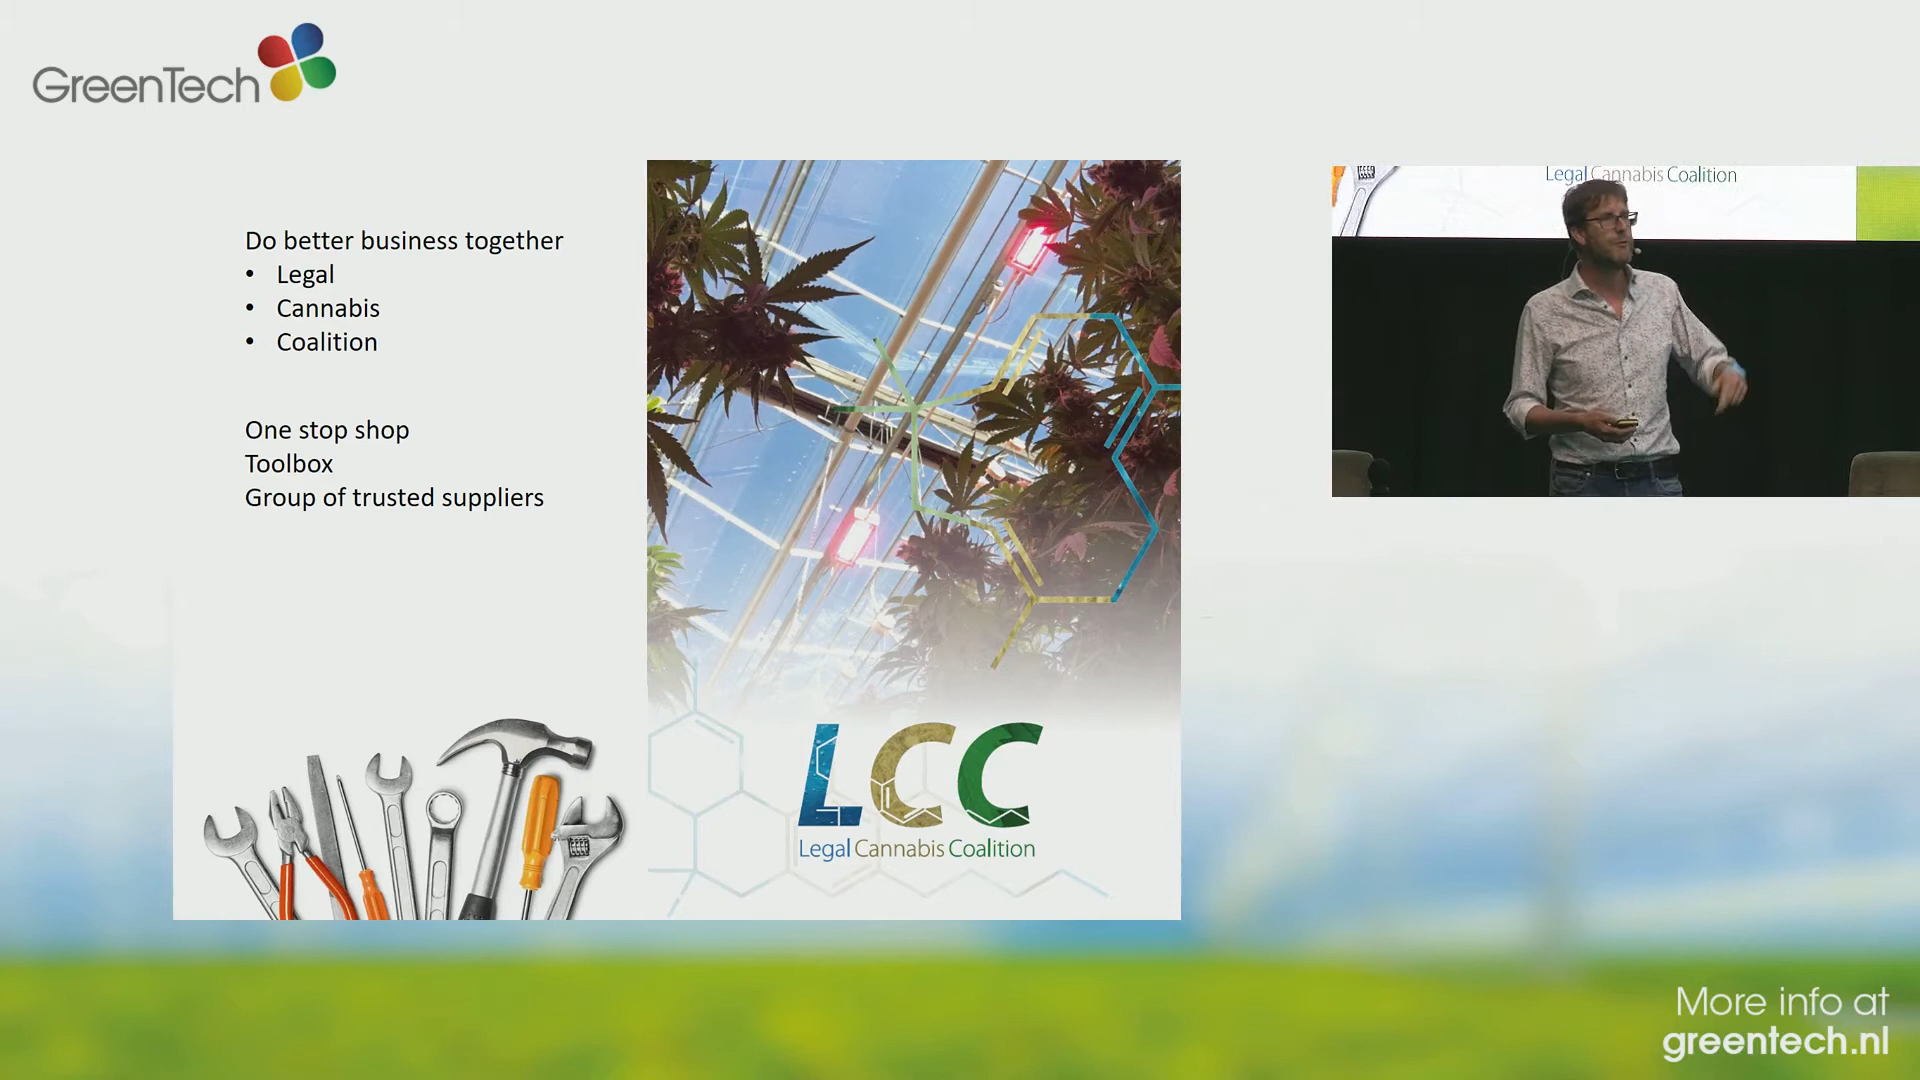 GreenTech
Do better business together
• Legal
• Cannabis
• Coalition
One stop shop
Toolbox
Group of trusted suppliers
LCC
Legal Cannabis Coalition
Legal Cannabis Coalition
More info at
greentech.nl